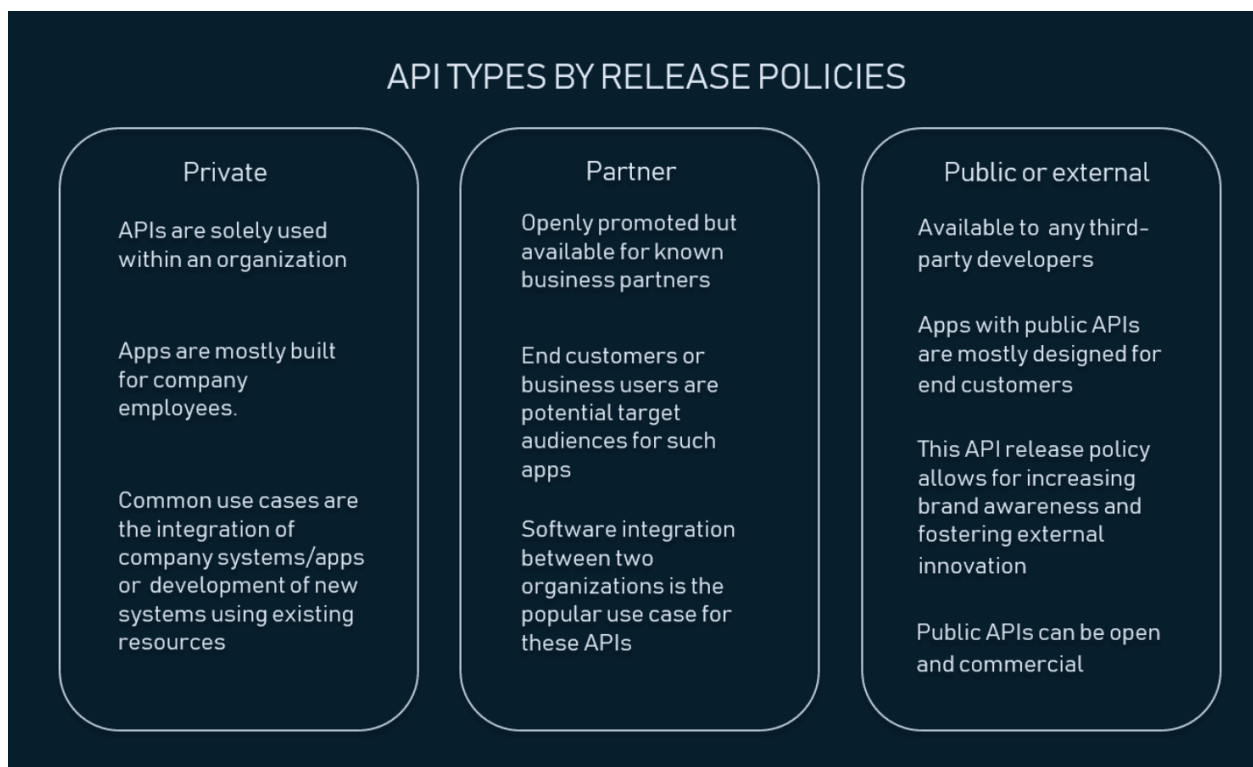 API TYPES BY RELEASE POLICIES
Private
APIs are solely used
within an organization
Apps are mostly built
for company
employees.
Common use cases are
the integration of
company systems/apps
or development of new
systems using existing
resources
Partner
Openly promoted but
available for known
business partners
End customers or
business users are
potential target
audiences for such
apps
Software integration
between two
organizations is the
popular use case for
these APIs
Public or external
Available to any third-
party developers
Apps with public APIs
are mostly designed for
end customers
This API release policy
allows for increasing
brand awareness and
fostering external
innovation
Public APIs can be open
and commercial